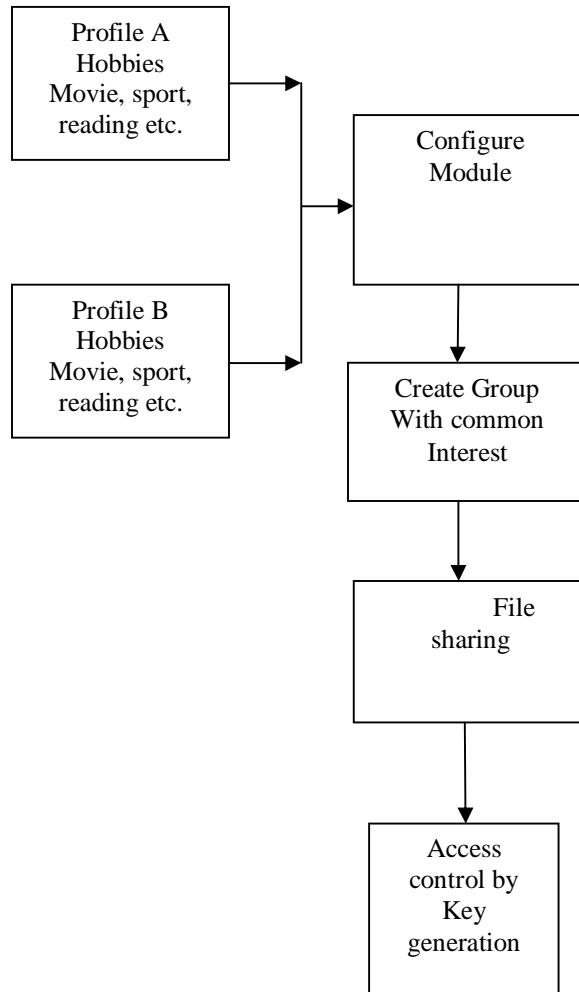 Profile A
Hobbies
Movie, sport,
reading etc.
Configure
Module
Profile B
Hobbies
Movie, sport,
reading etc.
Create Group
With common
Interest
File
sharing
Access
control by
Key
generation